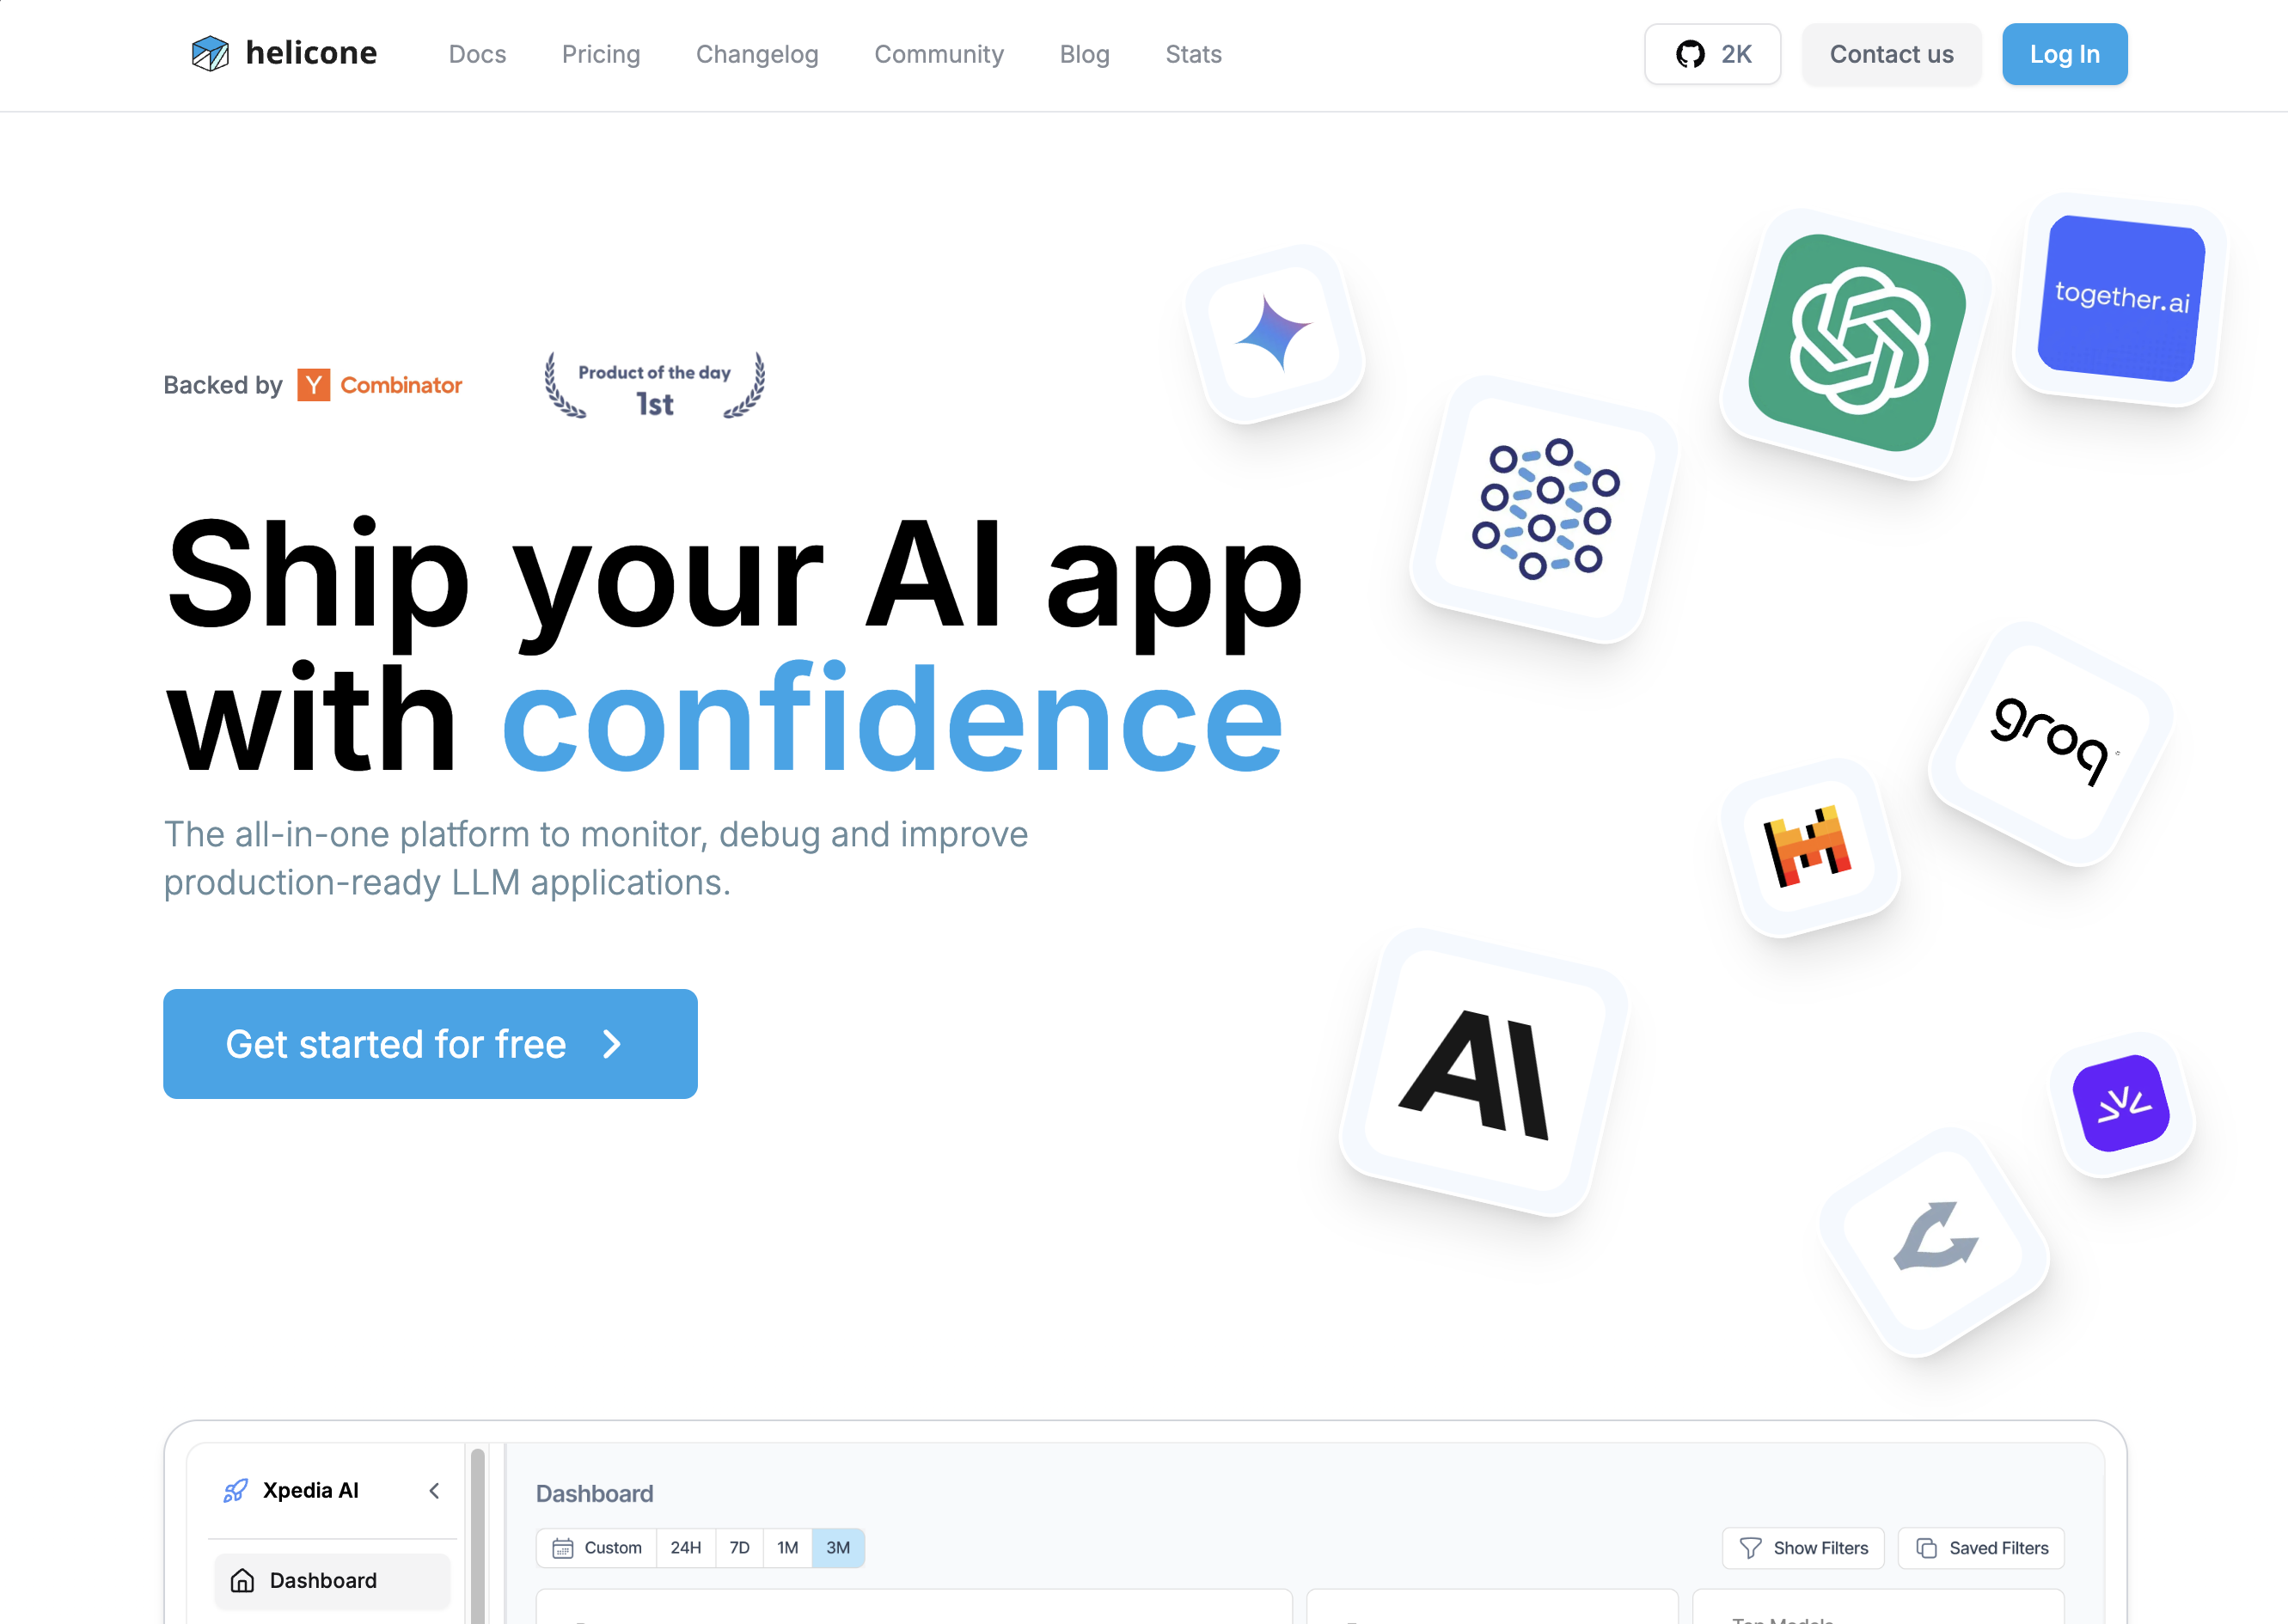 helicone
Docs
Pricing
Changelog
Community
Blog
Stats
2K
Contact us
Log In
Backed by Y Combinator
Product of the day
1st
Ship your AI app
with confidence
The all-in-one platform to monitor, debug and improve
production-ready LLM applications.
Get started for free
together.ai
groq
AI
Xpedia AI
Dashboard
Dashboard
Custom
24H
7D
1M
3M
Show Filters
Saved Filters
Top Models